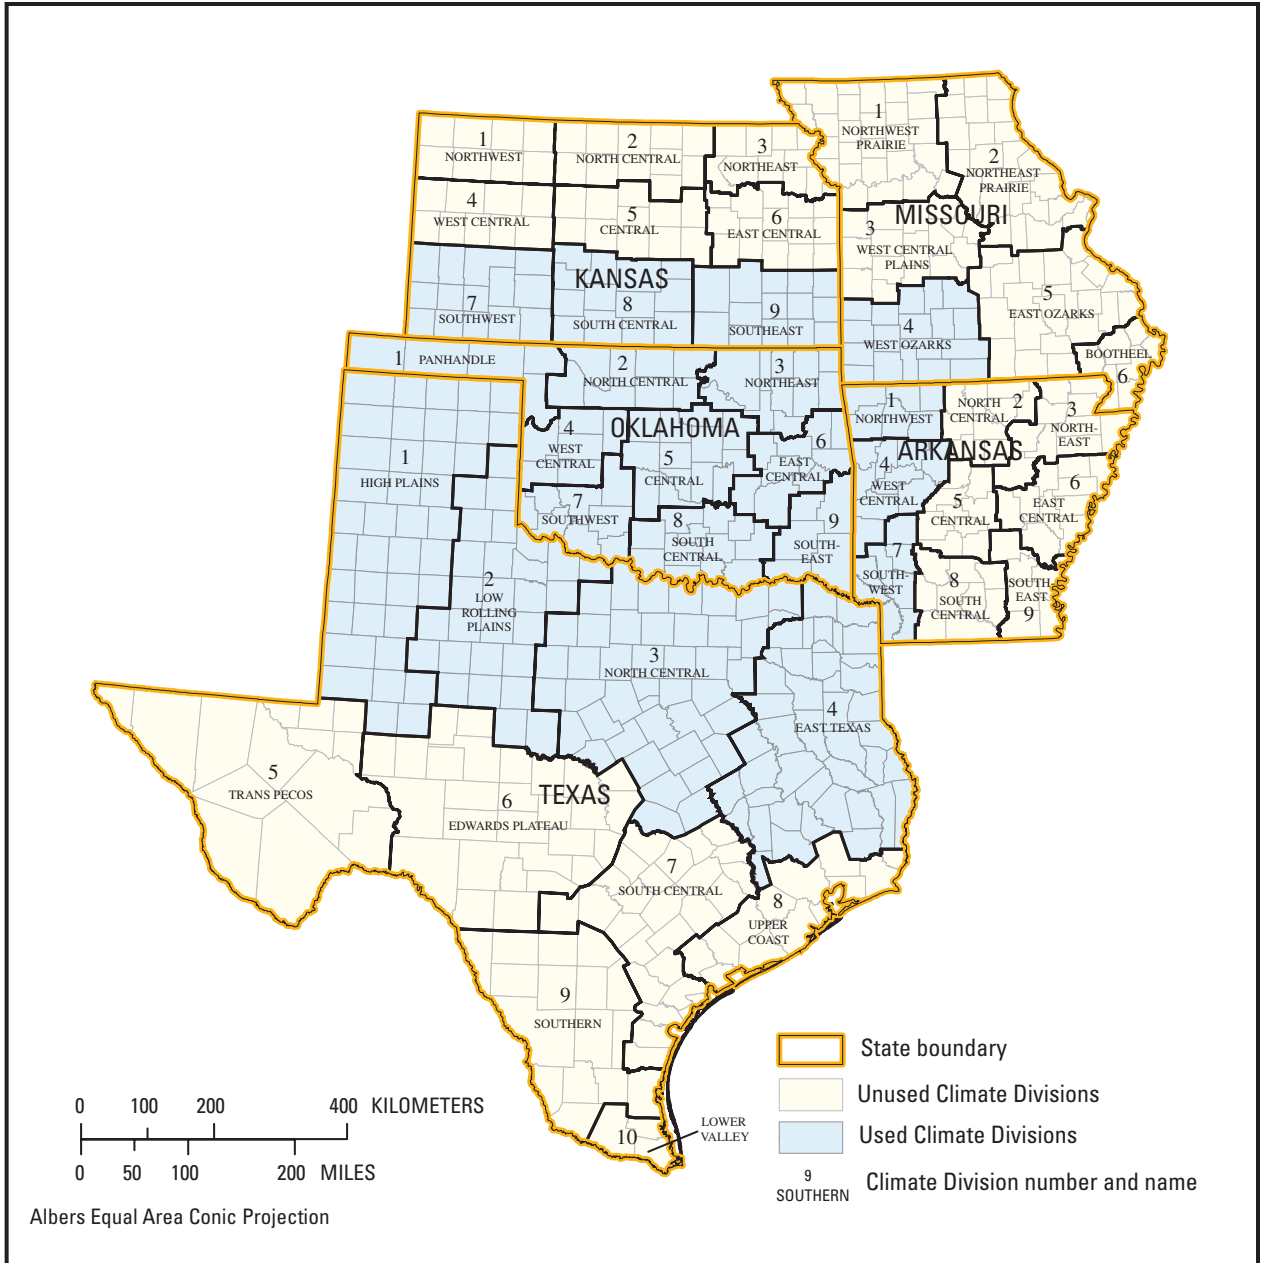 1
NORTHWEST
2
NORTH CENTRAL
3
NORTHEAST
4
WEST CENTRAL
5
CENTRAL
6
EAST CENTRAL
KANSAS
7
SOUTHWEST
8
SOUTH CENTRAL
9
SOUTHEAST
1
NORTHWEST
PRAIRIE
2
NORTHEAST
PRAIRIE
MISSOURI
3
WEST CENTRAL
PLAINS
4
WEST OZARKS
5
EAST OZARKS
BOOTHEEL
6
1 PANHANDLE
2
NORTH CENTRAL
3
NORTHEAST
OKLAHOMA
4
WEST
CENTRAL
5
CENTRAL
6
EAST
CENTRAL
7
SOUTHWEST
8
SOUTH
CENTRAL
9
SOUTH-
EAST
1
NORTHWEST
NORTH 2
CENTRAL
3
NORTH-
EAST
ARKANSAS
4
WEST
CENTRAL
5
CENTRAL
6
EAST
CENTRAL
7
SOUTH-
WEST
8
SOUTH
CENTRAL
SOUTH-
EAST
9
1
HIGH PLAINS
2
LOW
ROLLING
PLAINS
3
NORTH CENTRAL
4
EAST TEXAS
5
TRANS PECOS
TEXAS
6
EDWARDS PLATEAU
7
SOUTH CENTRAL
8
UPPER
COAST
9
SOUTHERN
10
LOWER
VALLEY
State boundary
Unused Climate Divisions
Used Climate Divisions
9
SOUTHERN
Climate Division number and name
0 100 200 400 KILOMETERS
0 50 100 200 MILES
Albers Equal Area Conic Projection